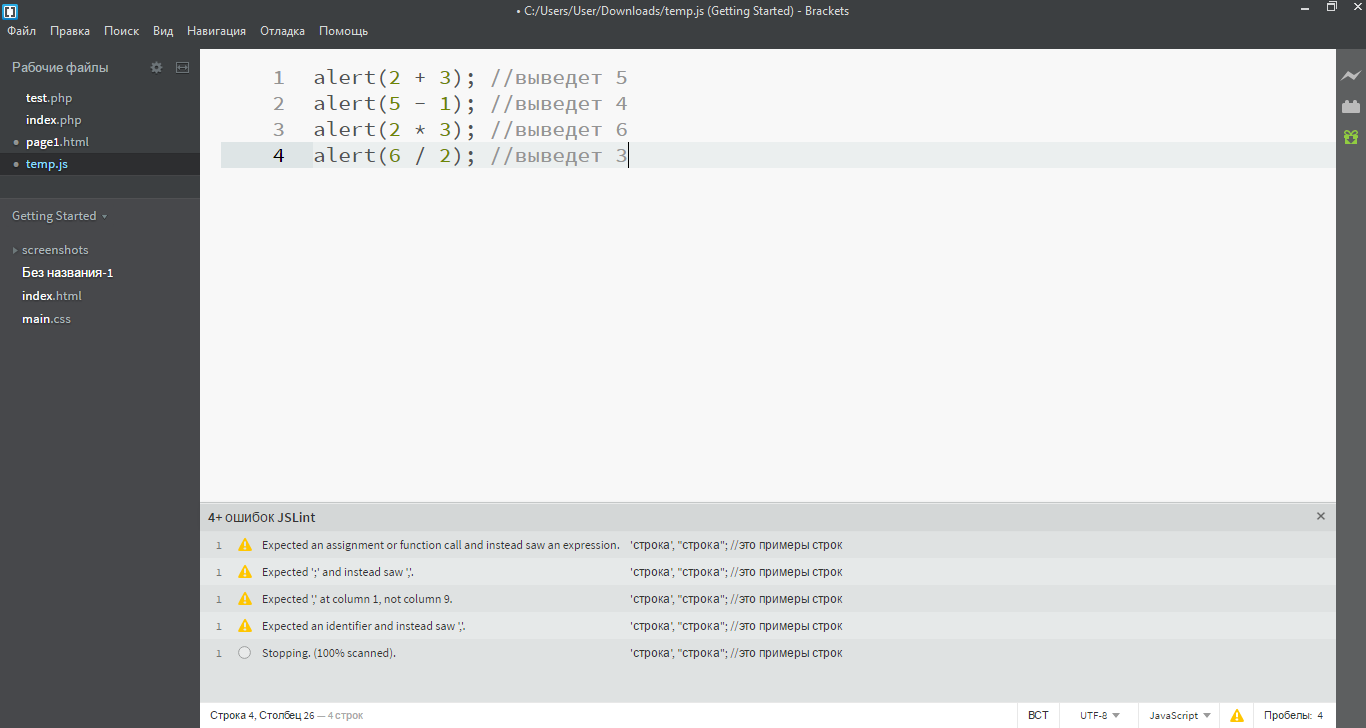 • C:/Users/User/Downloads/temp.js (Getting Started) - Brackets
Файл Правка Поиск Вид Навигация Отладка Помощь
Рабочие файлы
test.php
index.php
• page1.html
• temp.js
Getting Started
screenshots
Без названия-1
index.html
main.css
1 alert(2 + 3); //выведет 5
2 alert(5 - 1); //выведет 4
3 alert(2 * 3); //выведет 6
4 alert(6 / 2); //выведет 3
4+ ошибок JSLint
1 Expected an assignment or function call and instead saw an expression. 'строка', "строка"; //это примеры строк
1 Expected ';' and instead saw ','. 'строка', "строка"; //это примеры строк
1 Expected ',' at column 1, not column 9. 'строка', "строка"; //это примеры строк
1 Expected an identifier and instead saw ','. 'строка', "строка"; //это примеры строк
1 Stopping. (100% scanned). 'строка', "строка"; //это примеры строк
Строка 4, Столбец 26 — 4 строк ВСТ UTF-8 JavaScript Пробелы: 4